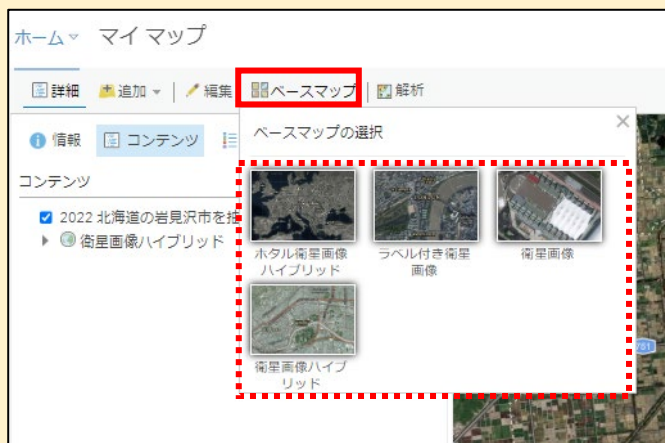 ホーム マイ マップ
詳細 追加 編集 ベースマップ 解析
情報 コンテンツ
ベースマップの選択
コンテンツ
2022 北海道の岩見沢市を
衛星画像ハイブリッド
ホタル衛星画像
ハイブリッド
ラベル付き衛星
画像
衛星画像
衛星画像ハイブ
リッド
751